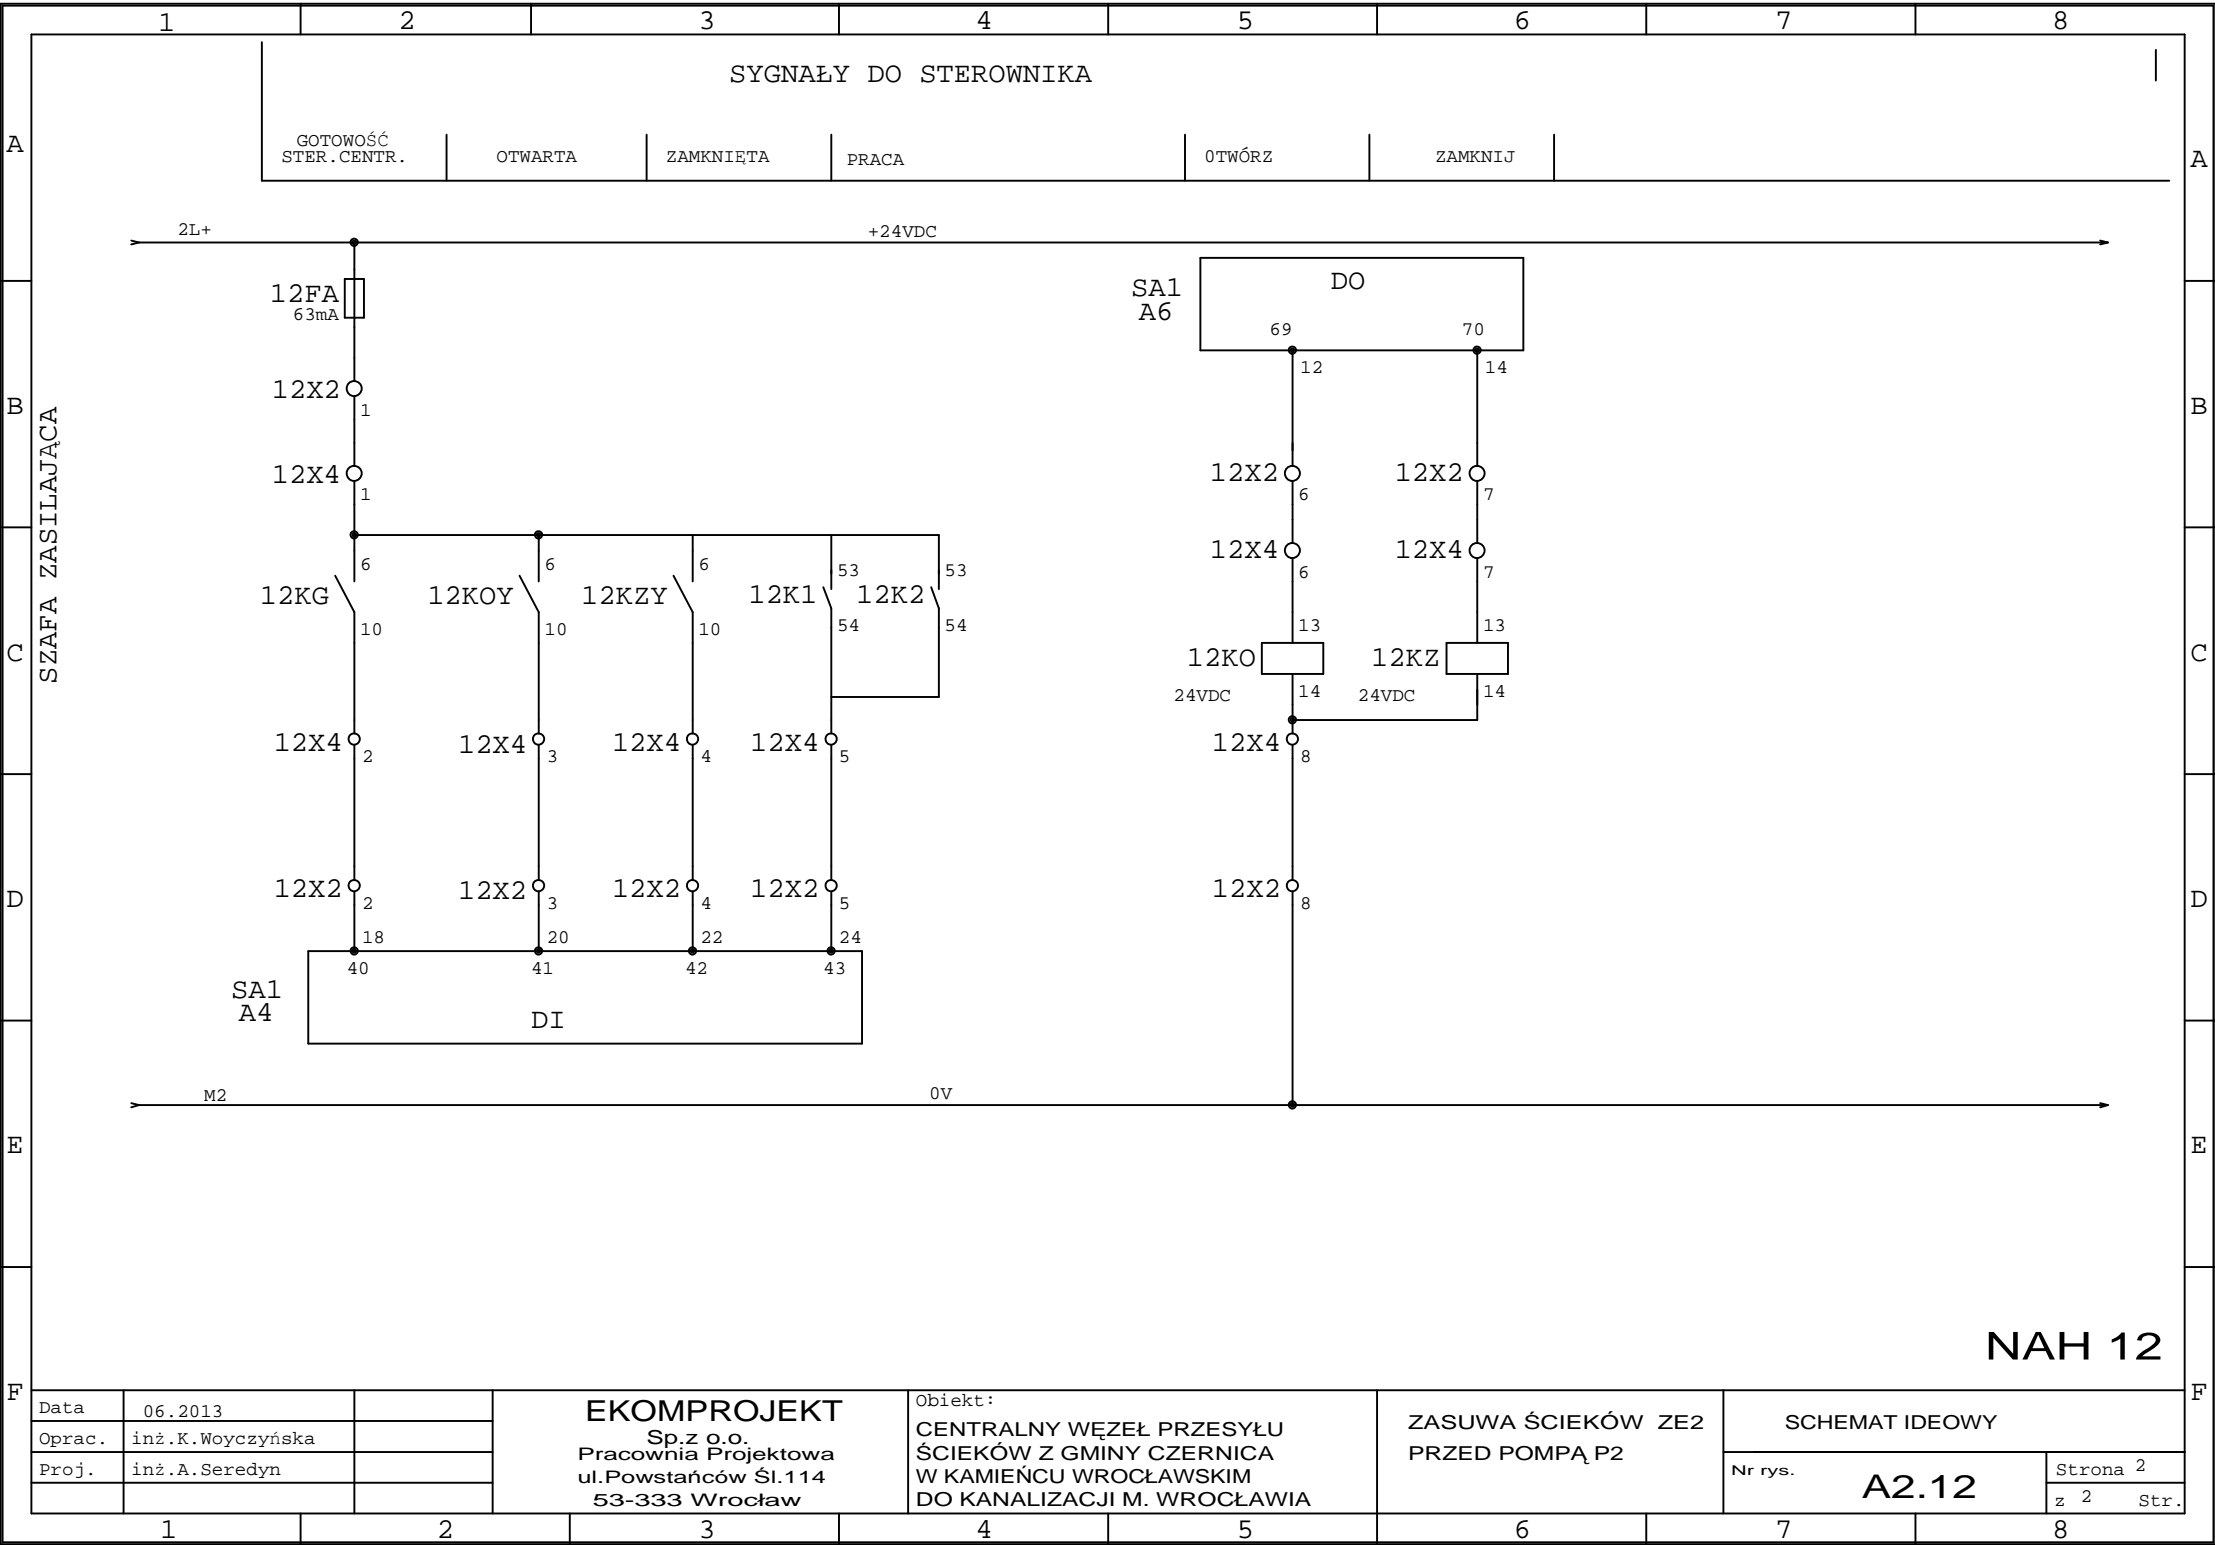 1 2 3 4 5 6 7 8
SYGNAŁY DO STEROWNIKA
A A
GOTOWOŚĆ
STER.CENTR.
OTWARTA
ZAMKNIĘTA
PRACA
0TWÓRZ
ZAMKNIJ
2L+
+24VDC
12FA
63mA
SA1
A6
DO
69 70
12 14
12X2
1
B B
SZAFA ZASILAJĄCA
12X4
1
12X2
6
12X2
7
12X4
6
12X4
7
6
12KG
10
6
12KOY
10
6
12KZY
10
53
12K1
54
53
12K2
54
13
12KO
24VDC
14
13
12KZ
24VDC
14
C C
12X4
2
12X4
3
12X4
4
12X4
5
12X4
8
12X2
2
12X2
3
12X2
4
12X2
5
12X2
8
D D
18 20 22 24
40 41 42 43
SA1
A4
DI
M2
0V
E E
NAH 12
F F
Data 06.2013
Oprac. inż.K.Woyczyńska
Proj. inż.A.Seredyn
EKOMPROJEKT
Sp.z o.o.
Pracownia Projektowa
ul.Powstańców Śl.114
53-333 Wrocław
Obiekt:
CENTRALNY WĘZEŁ PRZESYŁU
ŚCIEKÓW Z GMINY CZERNICA
W KAMIEŃCU WROCŁAWSKIM
DO KANALIZACJI M. WROCŁAWIA
ZASUWA ŚCIEKÓW ZE2
PRZED POMPĄ P2
SCHEMAT IDEOWY
Nr rys.
A2.12
Strona 2
z 2 Str.
1 2 3 4 5 6 7 8